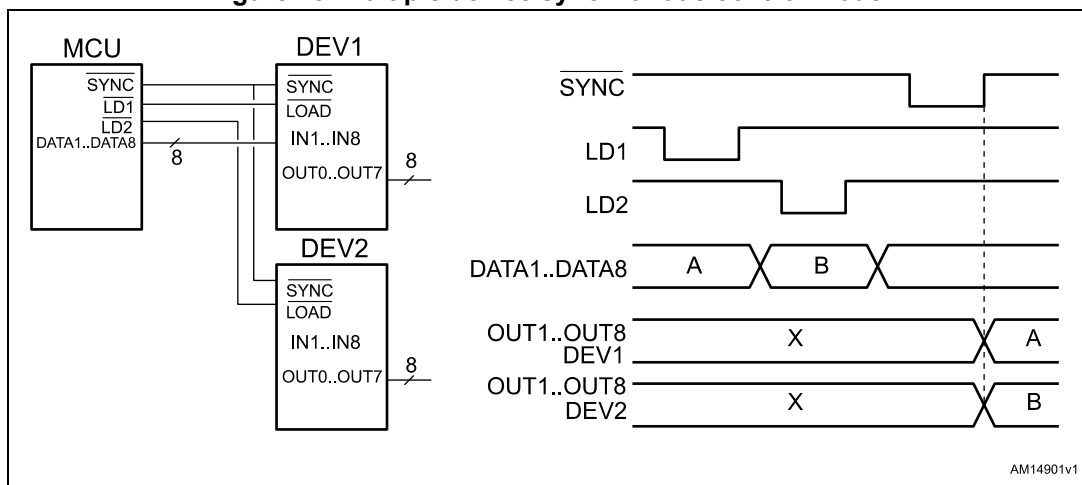 MCU
SYNC
LD1
LD2
DATA1..DATA8
8
DEV1
SYNC
LOAD
IN1..IN8
OUT0..OUT7
8
DEV2
SYNC
LOAD
IN1..IN8
OUT0..OUT7
8
SYNC
LD1
LD2
DATA1..DATA8
A
B
OUT1..OUT8
DEV1
X
A
OUT1..OUT8
DEV2
X
B
AM14901v1